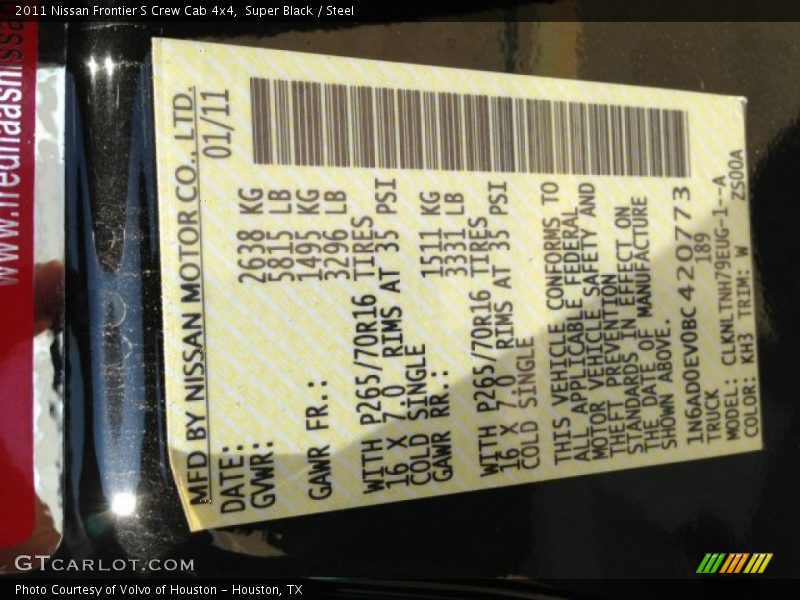 2011 Nissan Frontier S Crew Cab 4x4, Super Black / Steel
MFD BY NISSAN MOTOR CO., LTD.
DATE: 01/11
GVWR: 2638 KG
5815 LB
GAWR FR.: 1495 KG
3296 LB
WITH P265/70R16 TIRES
16 X 7.0 RIMS AT 35 PSI
COLD SINGLE
GAWR RR.: 1511 KG
3331 LB
WITH P265/70R16 TIRES
16 X 7.0 RIMS AT 35 PSI
COLD SINGLE
THIS VEHICLE CONFORMS TO
ALL APPLICABLE FEDERAL
MOTOR VEHICLE SAFETY AND
THEFT PREVENTION
STANDARDS IN EFFECT ON
THE DATE OF MANUFACTURE
SHOWN ABOVE.
1N6AD0EV0BC420773
TRUCK 189
MODEL: CLKNLTNH79EUG-1--A
COLOR: KH3 TRIM: W ZS00A
GTCARLOT.COM
Photo Courtesy of Volvo of Houston - Houston, TX